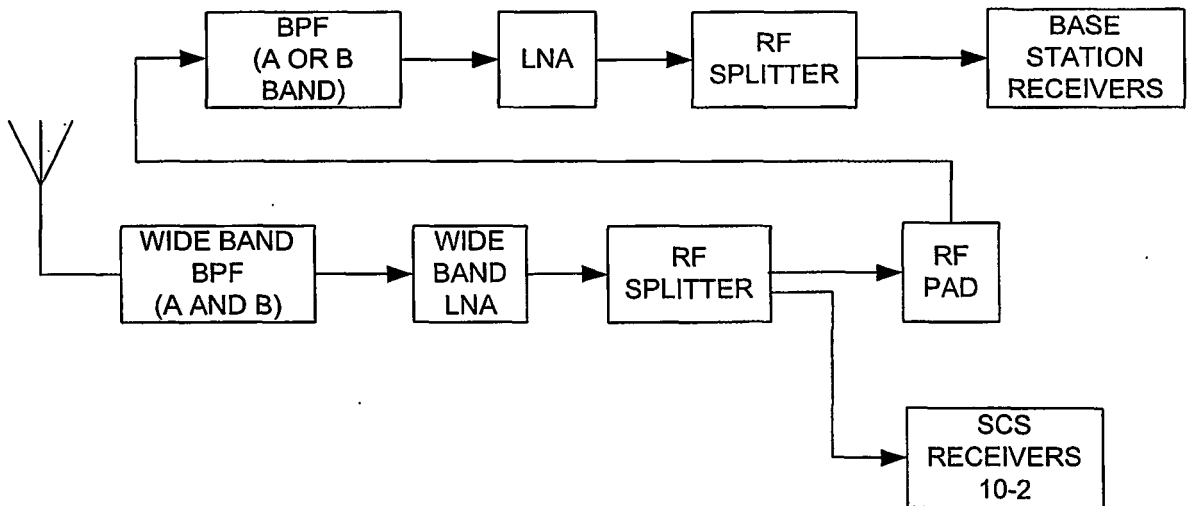 BPF
(A OR B
BAND)
LNA
RF
SPLITTER
BASE
STATION
RECEIVERS
WIDE BAND
BPF
(A AND B)
WIDE
BAND
LNA
RF
SPLITTER
RF
PAD
SCS
RECEIVERS
10-2